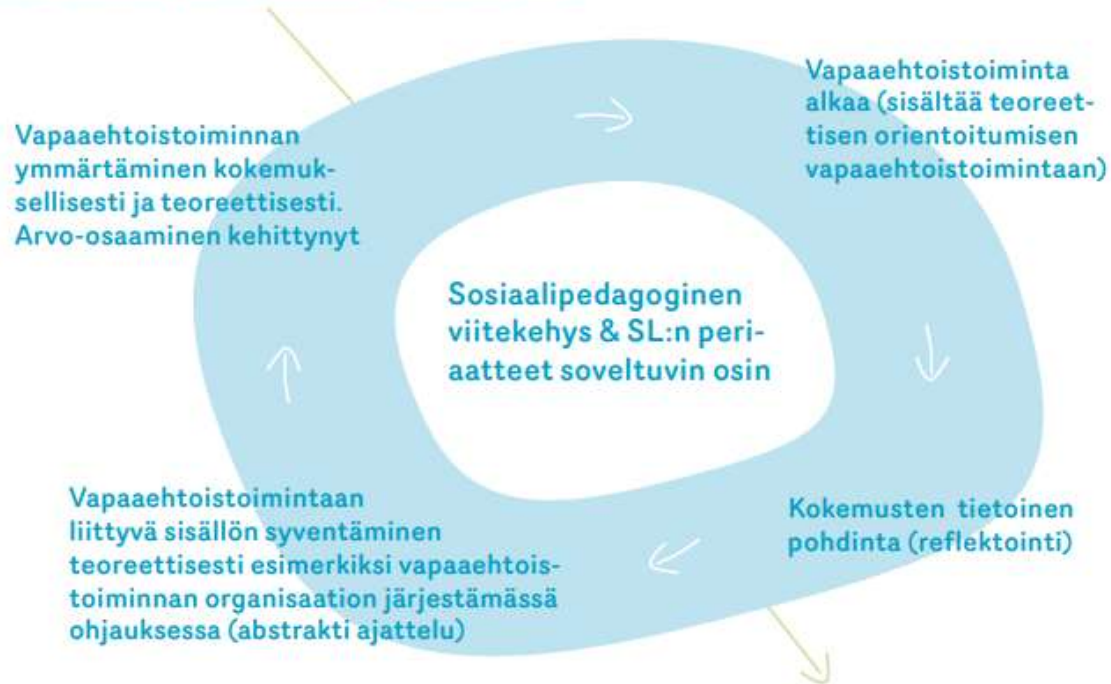 Vapaaehtoistoiminta
alkaa (sisältää teoreet-
tisen orientoitumisen
vapaaehtoistoimintaan)
Vapaaehtoistoiminnan
ymmärtäminen kokemuk-
sellisesti ja teoreettisesti.
Arvo-osaaminen kehittynyt
Sosiaalipedagoginen
viitekehys & SL:n peri-
aatteet soveltuvin osin
Vapaaehtoistoimintaan
liittyvä sisällön syventäminen
teoreettisesti esimerkiksi vapaaehtois-
toiminnan organisaation järjestämässä
ohjauksessa (abstrakti ajattelu)
Kokemusten tietoinen
pohdinta (reflektointi)